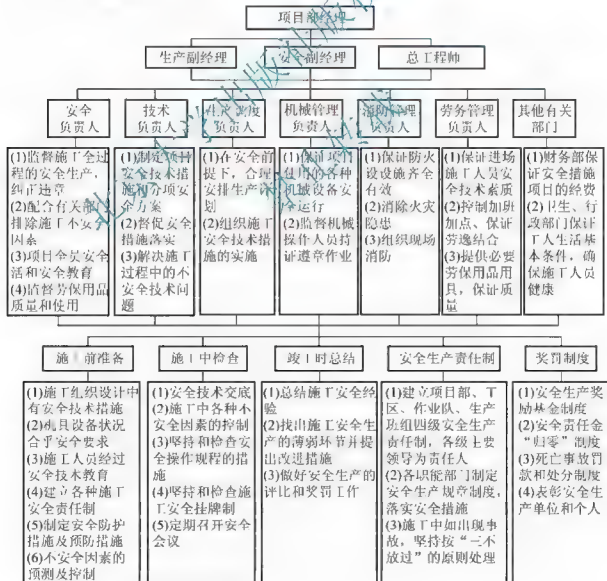 项目部经理
生产副经理
安全副经理
总工程师
安全
负责人
技术
负责人
生产调度
负责人
机械管理
负责人
消防管理
负责人
劳务管理
负责人
其他有关
部门
(1)监督施工全过
程的安全生产,
纠正违章
(2)配合有关部门
排除施工不安全
因素
(3)项目全员安全
活和安全教育
(4)监督劳保用品
质量和使用
(1)制定项目
安全技术措
施和分项安
全方案
(2)督促安全
措施落实
(3)解决施工
过程中的不
安全技术问
题
(1)在安全前
提下,合理
安排生产计
划
(2)组织施工
安全技术措
施的实施
(1)保证项目
使用的各种
机械设备安
全运行
(2)监督机械
操作人员持
证遵章作业
(1)保证防火
设设施齐全
有效
(2)消除火灾
隐患
(3)组织现场
消防
(1)保证进场
施工人员安
全技术素质
(2)控制加班
加点、保证
劳逸结合
(3)提供必要
劳保用品用
具,保证质
量
(1)财务部保
证安全措施
项目的经费
(2)卫生、行
政部门保证
工人生活基
本条件,确
保施工人员
健康
施工前准备
施工中检查
竣工时总结
安全生产责任制
奖罚制度
(1)施工组织设计中
有安全技术措施
(2)机具设备状况
合乎安全要求
(3)施工人员经过
安全技术教育
(4)建立各种施工
安全责任制
(5)制定安全防护
措施及预防措施
(6)不安全因素的
预测及控制
(1)安全技术交底
(2)施工中各种不
安全因素的控制
(3)坚持和检查安
全操作规程的措
施
(4)坚持和检查施
工安全挂牌制
(5)定期召开安全
会议
(1)总结施工安全经
验
(2)找出施工安全生
产的薄弱环节并提
出改进措施
(3)做好安全生产的
评比和奖罚工作
(1)建立项目部、工
区、作业队、生产
班组四级安全生产
责任制,各级主要
领导为责任人
(2)各职能部门制定
安全生产规章制度,
落实安全措施
(3)施工中如出现事
故,坚持按“三不
放过”的原则处理
(1)安全生产奖
励基金制度
(2)安全责任金
“归零”制度
(3)死亡事故罚
款和处分制度
(4)表彰安全生
产单位和个人